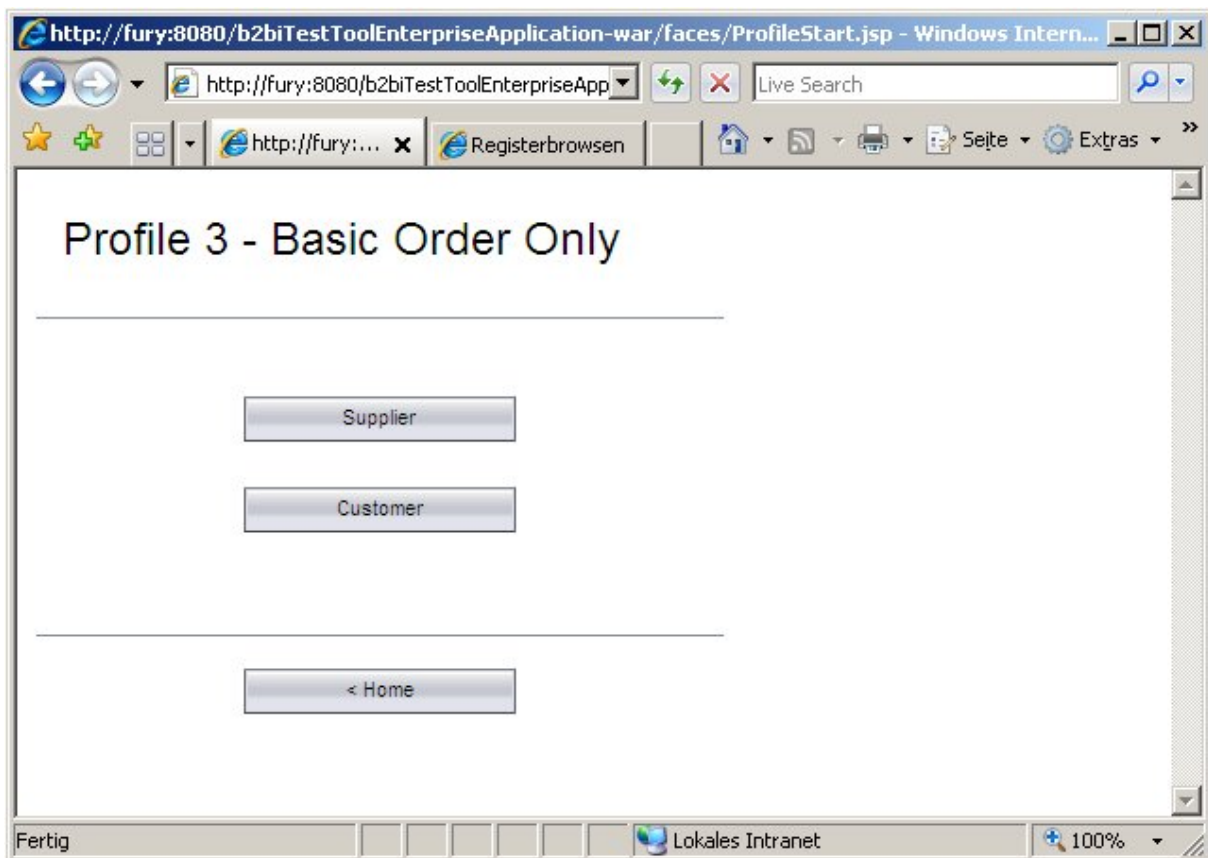 http://fury:8080/b2biTestToolEnterpriseApplication-war/faces/ProfileStart.jsp - Windows Intern...
http://fury:8080/b2biTestToolEnterpriseApp
Live Search
http://fury:...
Registerbrowsen
Seite
Extras
»
Profile 3 - Basic Order Only
Supplier
Customer
< Home
Fertig
Lokales Intranet
100%